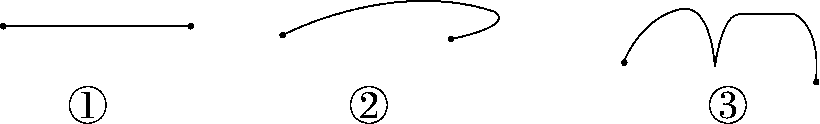 ① ② ③